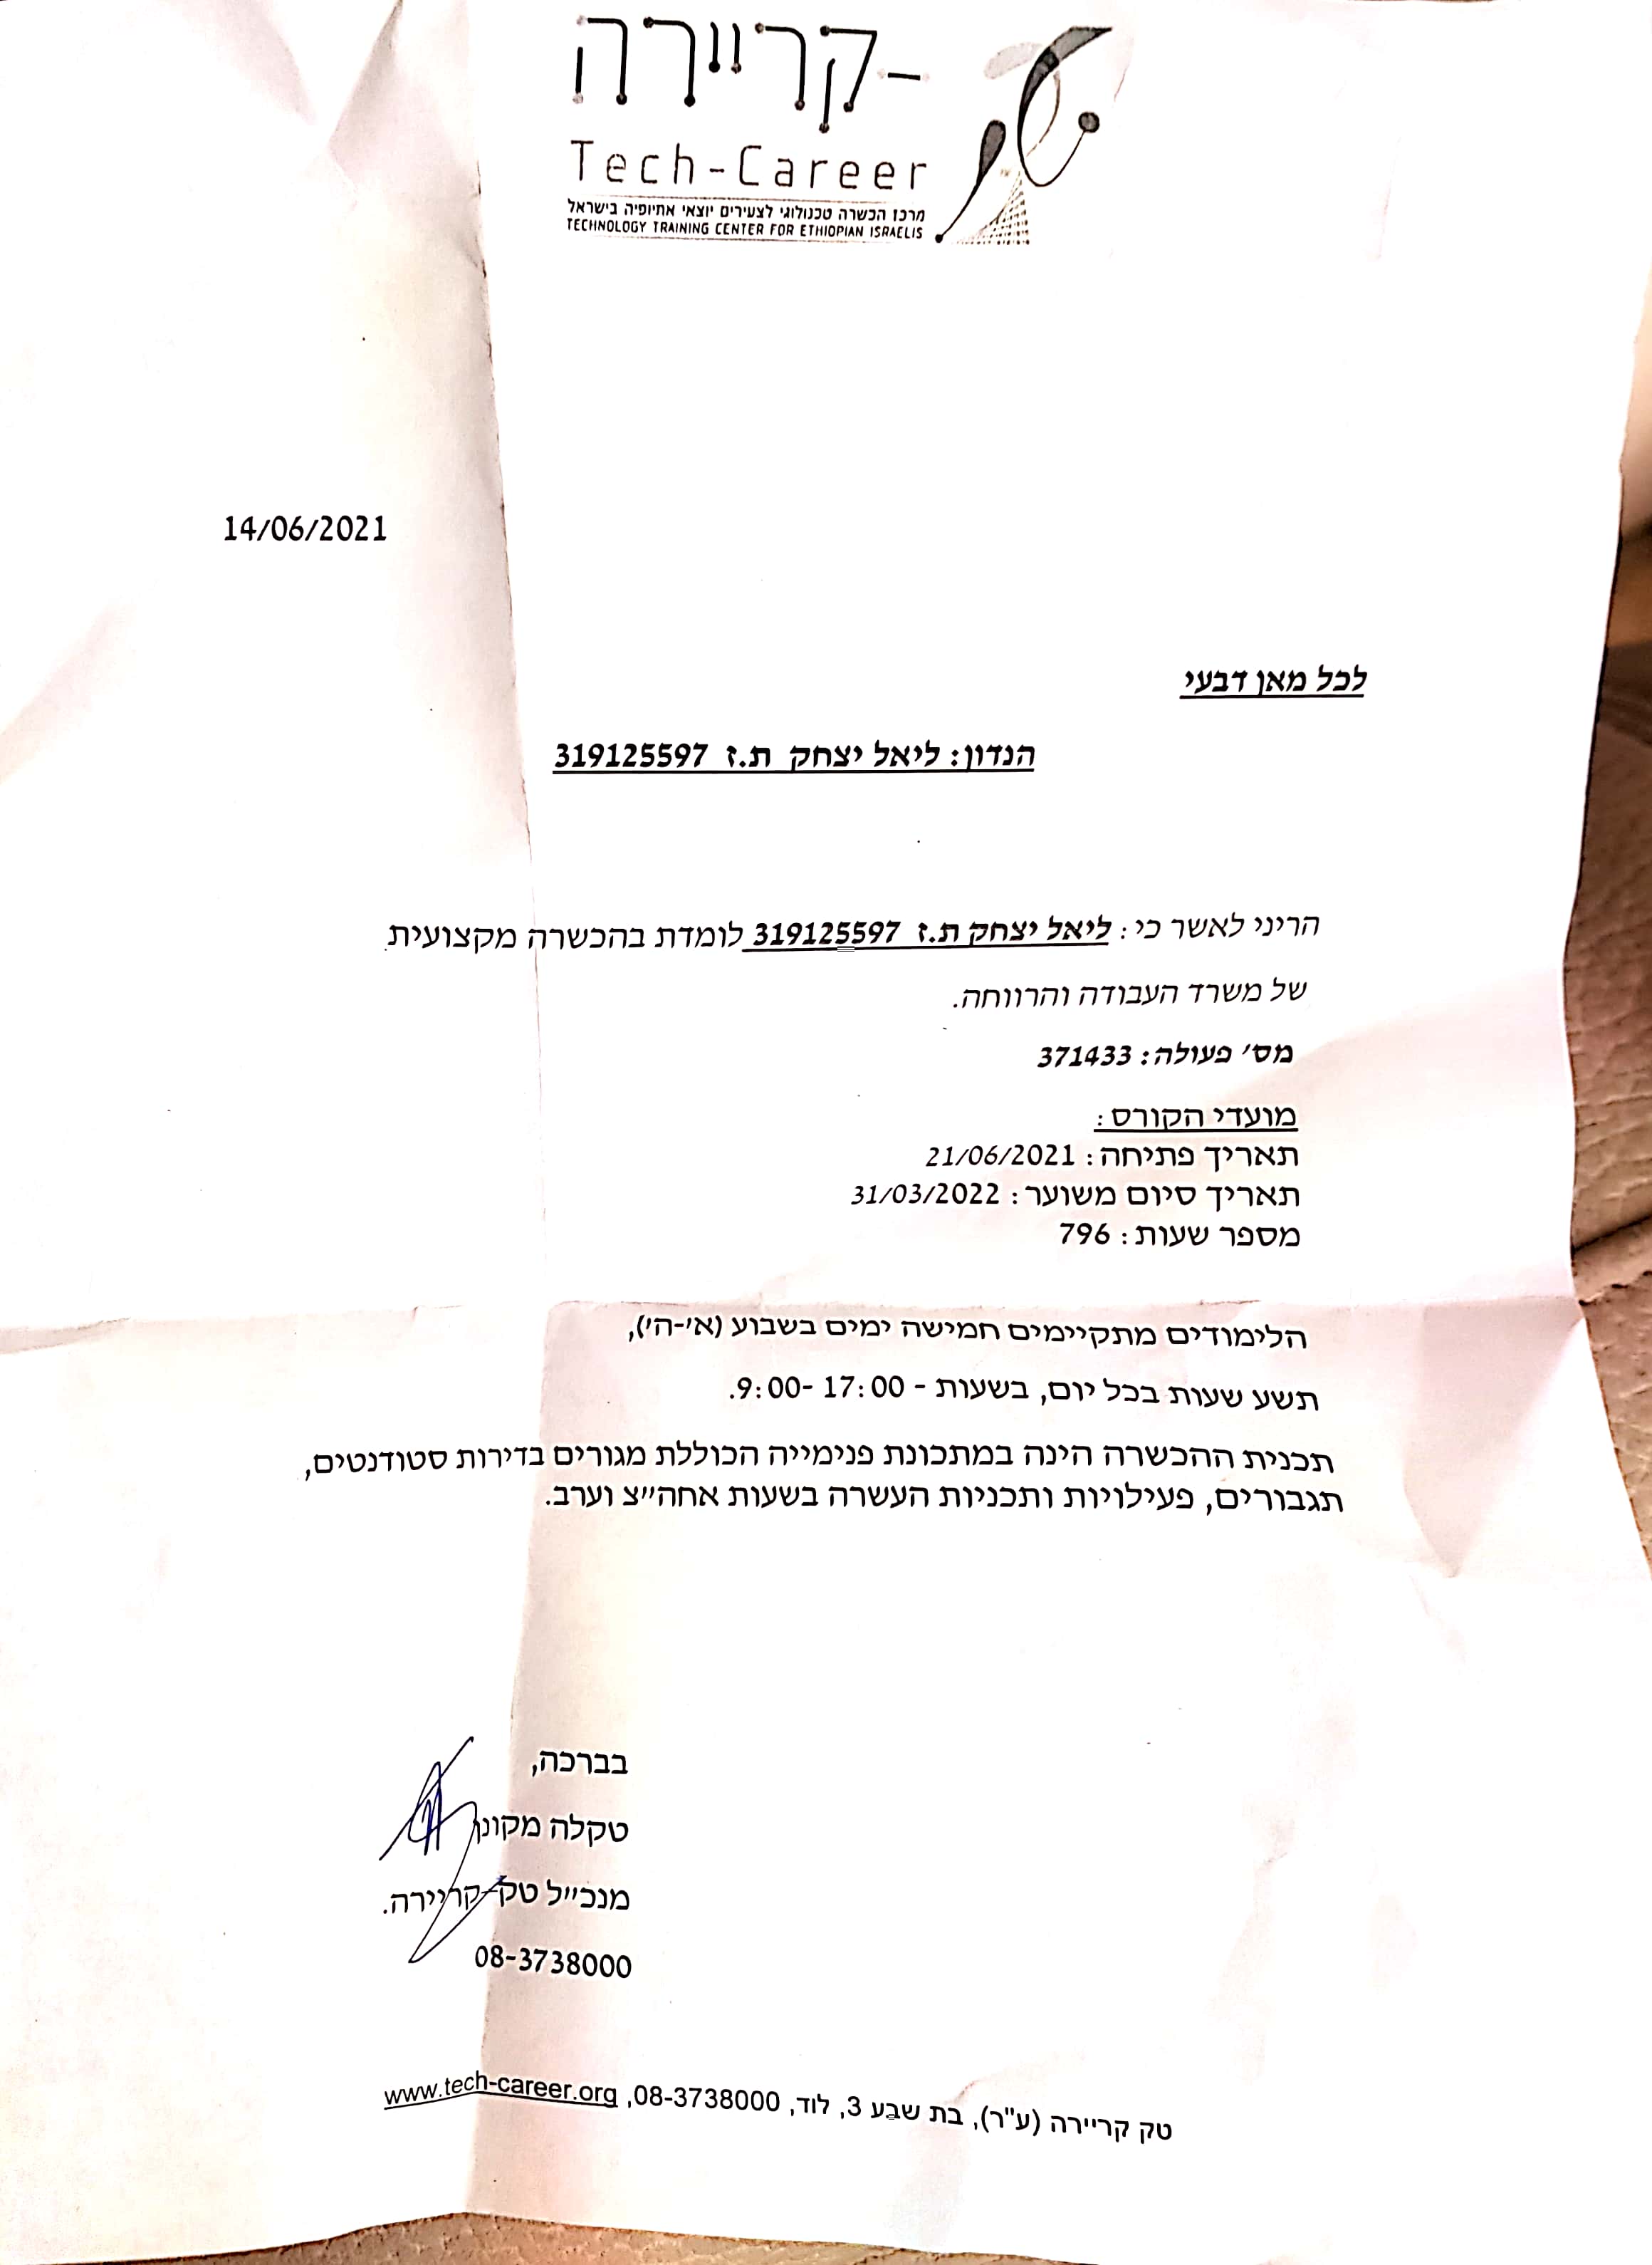 טק-קריירה
Tech-Career
מרכז הכשרה טכנולוגי לצעירים יוצאי אתיופיה בישראל
TECHNOLOGY TRAINING CENTER FOR ETHIOPIAN ISRAELIS
14/06/2021
לכל מאן דבעי
הנדון: ליאל יצחק ת.ז 319125597
הריני לאשר כי: ליאל יצחק ת.ז 319125597 לומדת בהכשרה מקצועית
של משרד העבודה והרווחה.
מס׳ פעולה: 371433
מועדי הקורס:
תאריך פתיחה: 21/06/2021
תאריך סיום משוער: 31/03/2022
מספר שעות: 796
הלימודים מתקיימים חמישה ימים בשבוע (א׳-ה׳),
תשע שעות בכל יום, בשעות - 17:00 -9:00.
תכנית ההכשרה הינה במתכונת פנימייה הכוללת מגורים בדירות סטודנטים,
תגבורים, פעילויות ותכניות העשרה בשעות אחה״צ וערב.
בברכה,
טקלה מקונן
מנכ״ל טק-קריירה.
08-3738000
טק קריירה (ע"ר), בת שבע 3, לוד, 08-3738000, www.tech-career.org